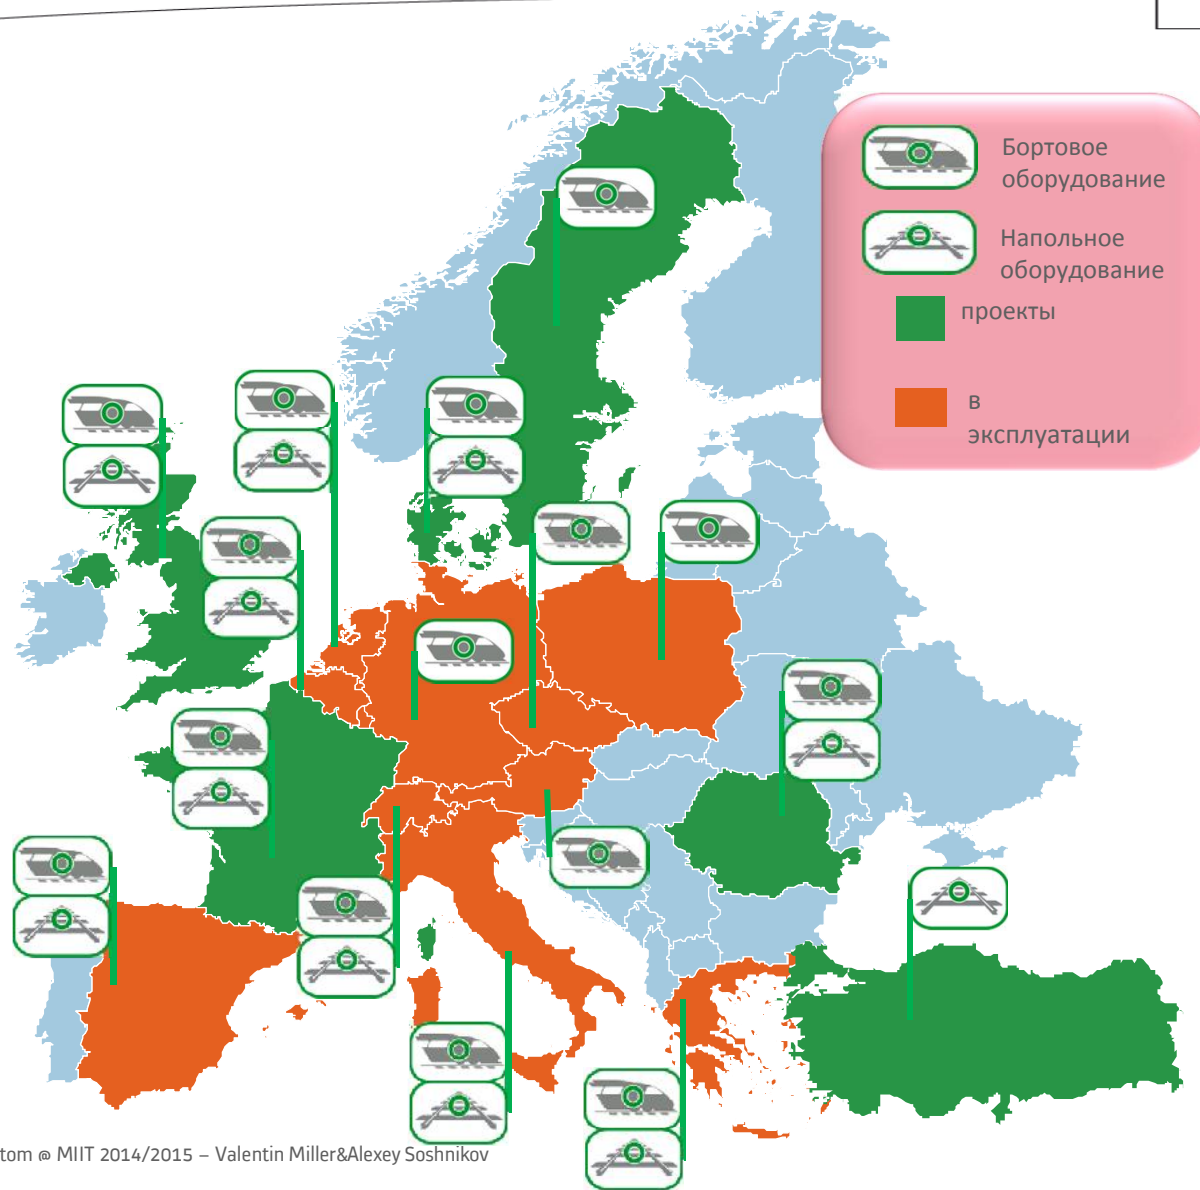 Бортовое
оборудование
Напольное
оборудование
проекты
в
эксплуатации
tom @ MIIT 2014/2015 – Valentin Miller&Alexey Soshnikov